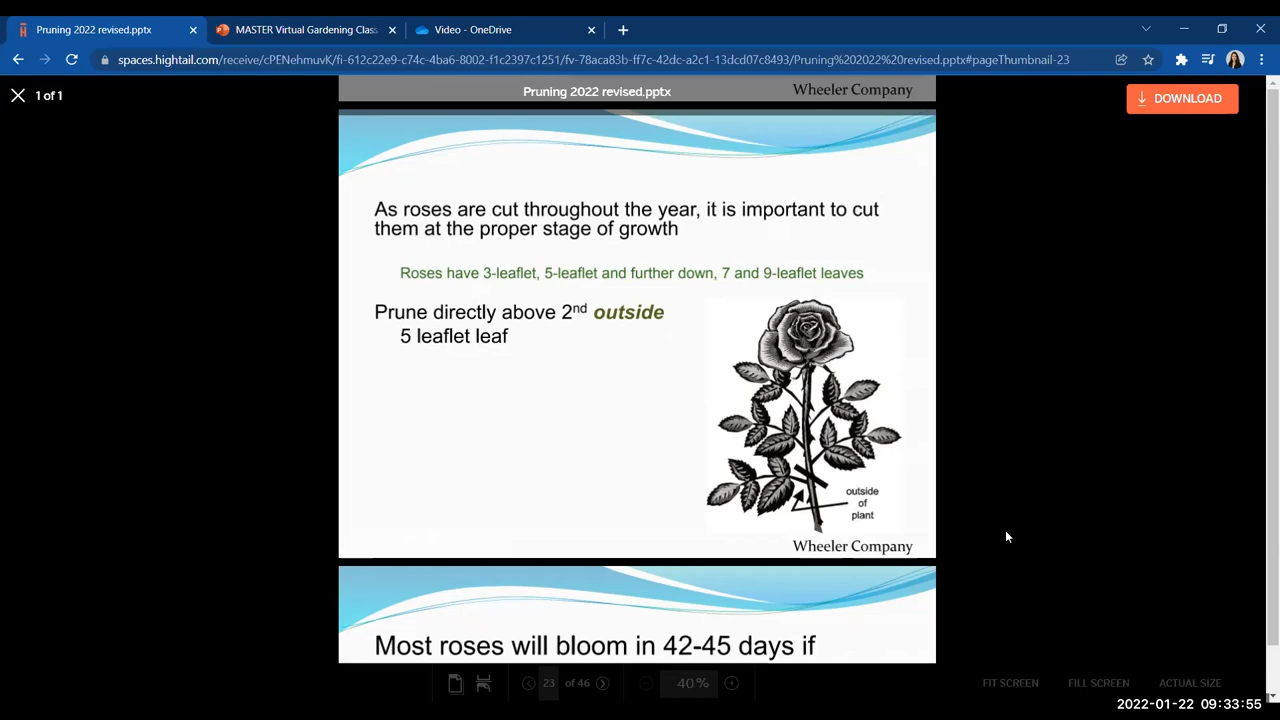 Pruning 2022 revised.pptx
MASTER Virtual Gardening Class
Video - OneDrive
spaces.hightail.com/receive/cPENehmuvK/fi-612c22e9-c74c-4ba6-8002-f1c2397c1251/fv-78aca83b-ff7c-42dc-a2c1-13dcd07c8493/Pruning%202022%20revised.pptx#pageThumbnail-23
1 of 1
Pruning 2022 revised.pptx
Wheeler Company
DOWNLOAD
As roses are cut throughout the year, it is important to cut
them at the proper stage of growth
Roses have 3-leaflet, 5-leaflet and further down, 7 and 9-leaflet leaves
Prune directly above 2nd outside
5 leaflet leaf
outside
of
plant
Wheeler Company
Most roses will bloom in 42-45 days if
23 of 46
40%
FIT SCREEN
FILL SCREEN
ACTUAL SIZE
2022-01-22 09:33:55